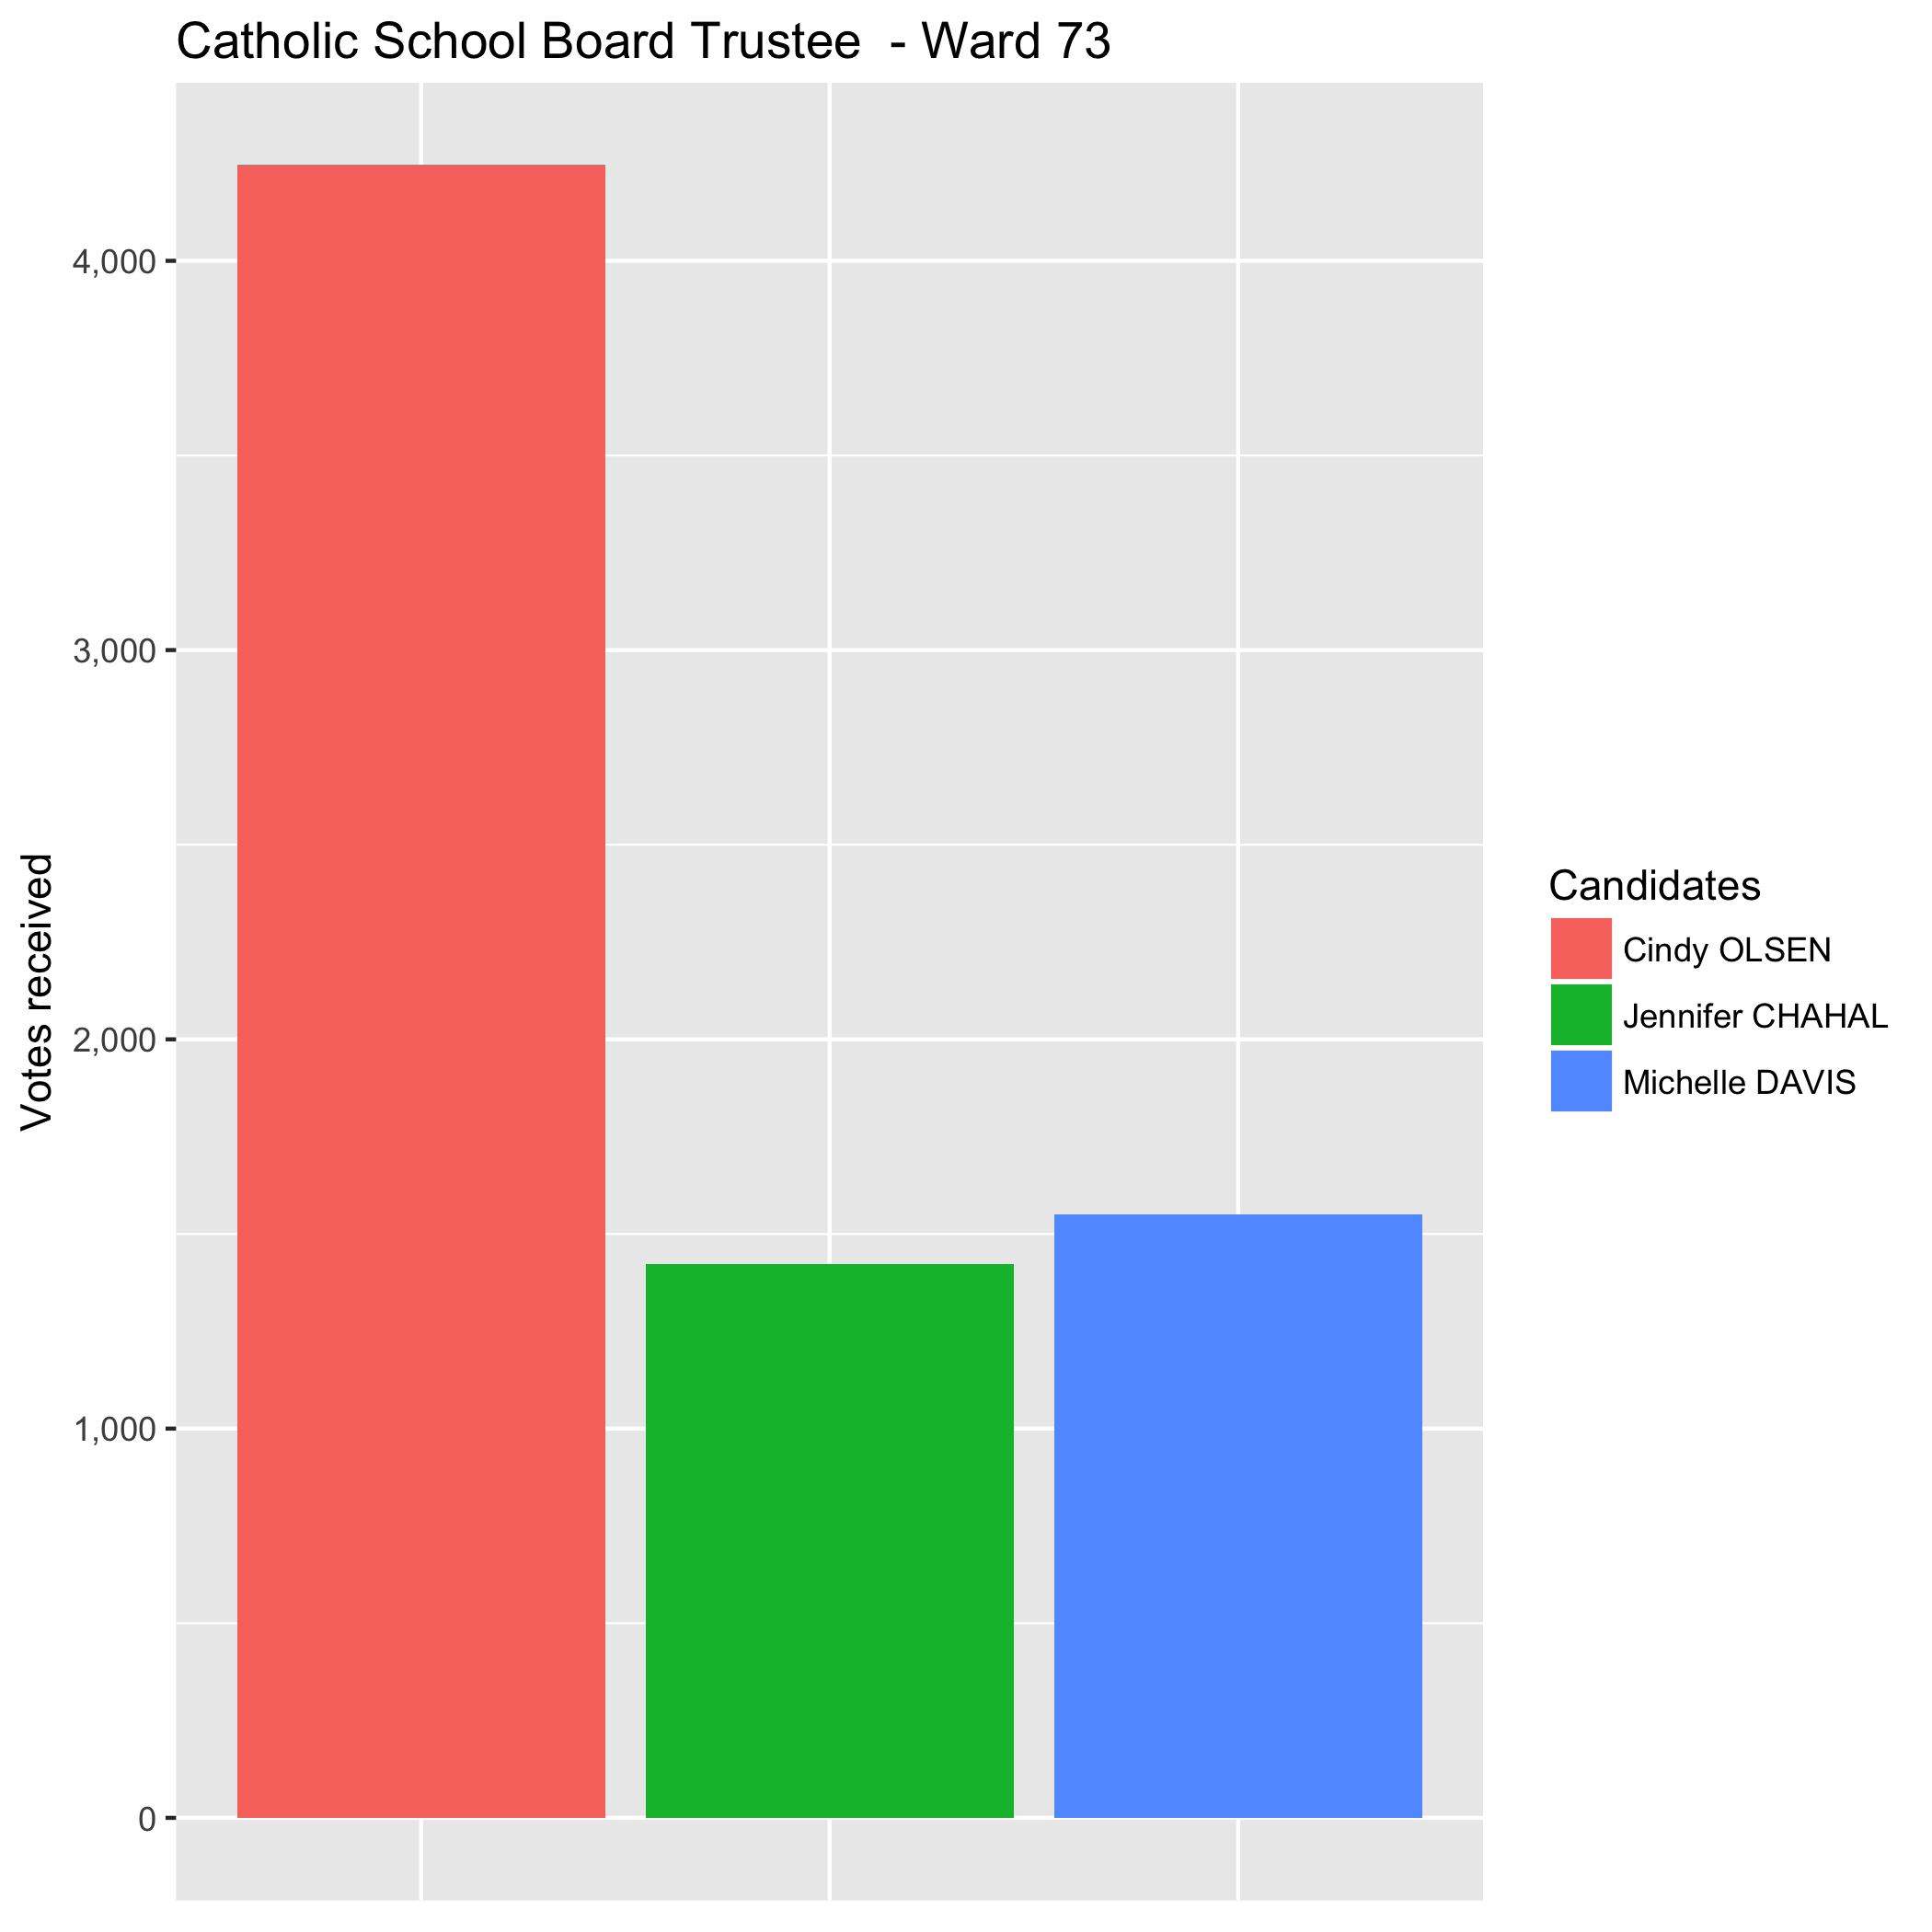 Catholic School Board Trustee  - Ward 73
Votes received
4,000
3,000
2,000
1,000
0
Candidates
Cindy OLSEN
Jennifer CHAHAL
Michelle DAVIS